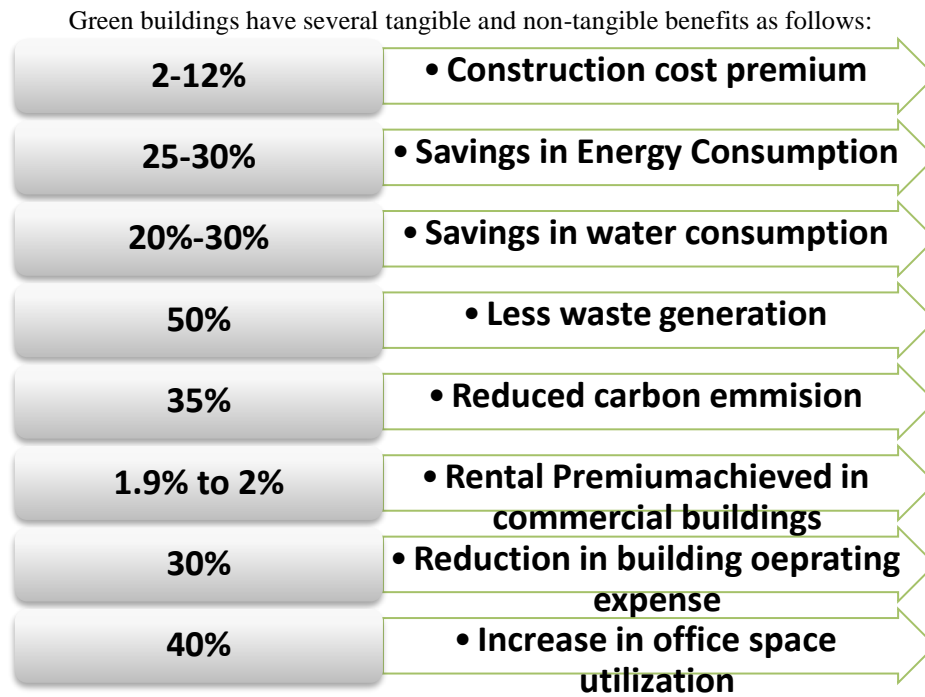 Green buildings have several tangible and non-tangible benefits as follows:
2-12%
• Construction cost premium
25-30%
• Savings in Energy Consumption
20%-30%
• Savings in water consumption
50%
• Less waste generation
35%
• Reduced carbon emmision
1.9% to 2%
• Rental Premiumachieved in
commercial buildings
30%
• Reduction in building oeprating
expense
40%
• Increase in office space
utilization